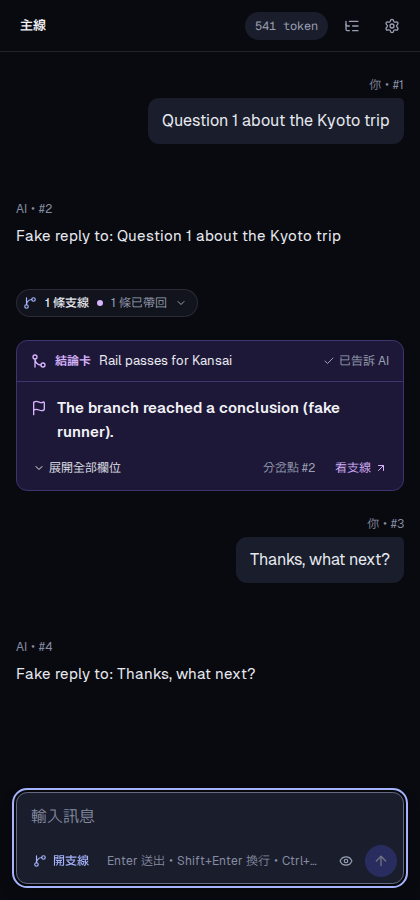 主線
541 token
你 • #1
Question 1 about the Kyoto trip
AI • #2
Fake reply to: Question 1 about the Kyoto trip
1 條支線 • 1 條已帶回
結論卡 Rail passes for Kansai 已告訴 AI
The branch reached a conclusion (fake
runner).
展開全部欄位 分岔點 #2 看支線
你 • #3
Thanks, what next?
AI • #4
Fake reply to: Thanks, what next?
輸入訊息
開支線 Enter 送出 • Shift+Enter 換行 • Ctrl+…